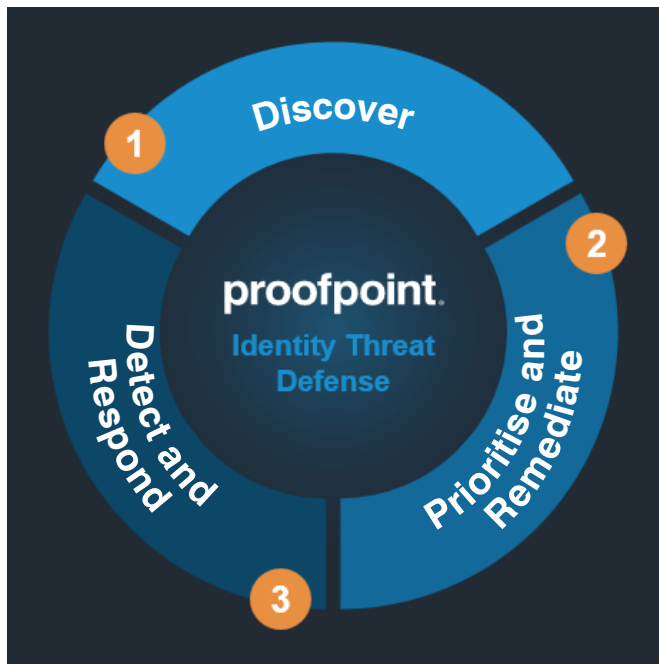 1
Discover
2
Prioritise and
Remediate
3
Detect and
Respond
proofpoint.
Identity Threat
Defense